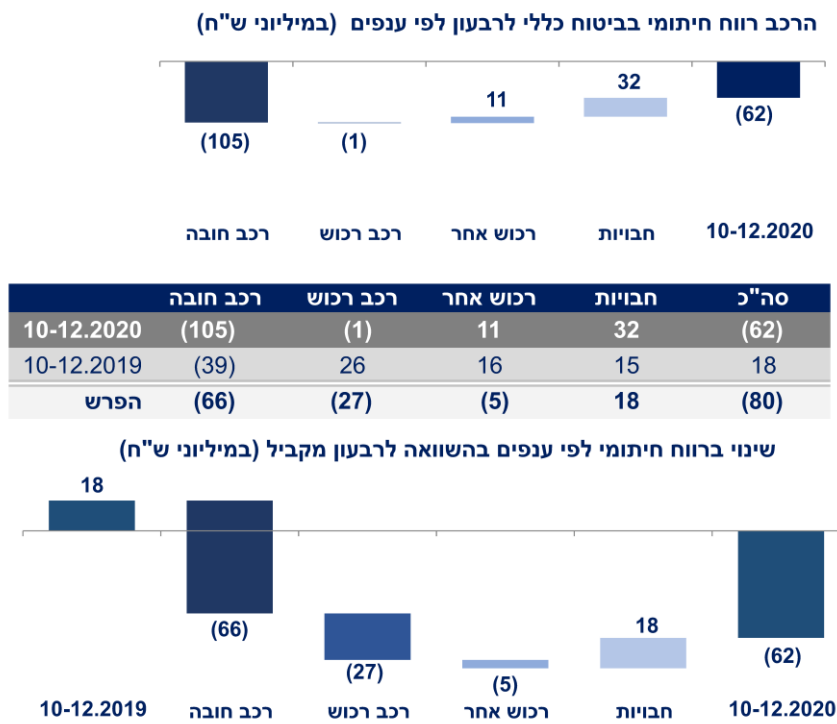 הרכב רווח חיתומי בביטוח כללי לרבעון לפי ענפים (במיליוני ש"ח)
(105) (1) 11 32 (62)
רכב חובה רכב רכוש רכוש אחר חבויות 10-12.2020
רכב חובה רכב רכוש רכוש אחר חבויות סה"כ
10-12.2020 (105) (1) 11 32 (62)
10-12.2019 (39) 26 16 15 18
הפרש (66) (27) (5) 18 (80)
שינוי ברווח חיתומי לפי ענפים בהשוואה לרבעון מקביל (במיליוני ש"ח)
18 (66) (27) (5) 18 (62)
10-12.2019 רכב חובה רכב רכוש רכוש אחר חבויות 10-12.2020